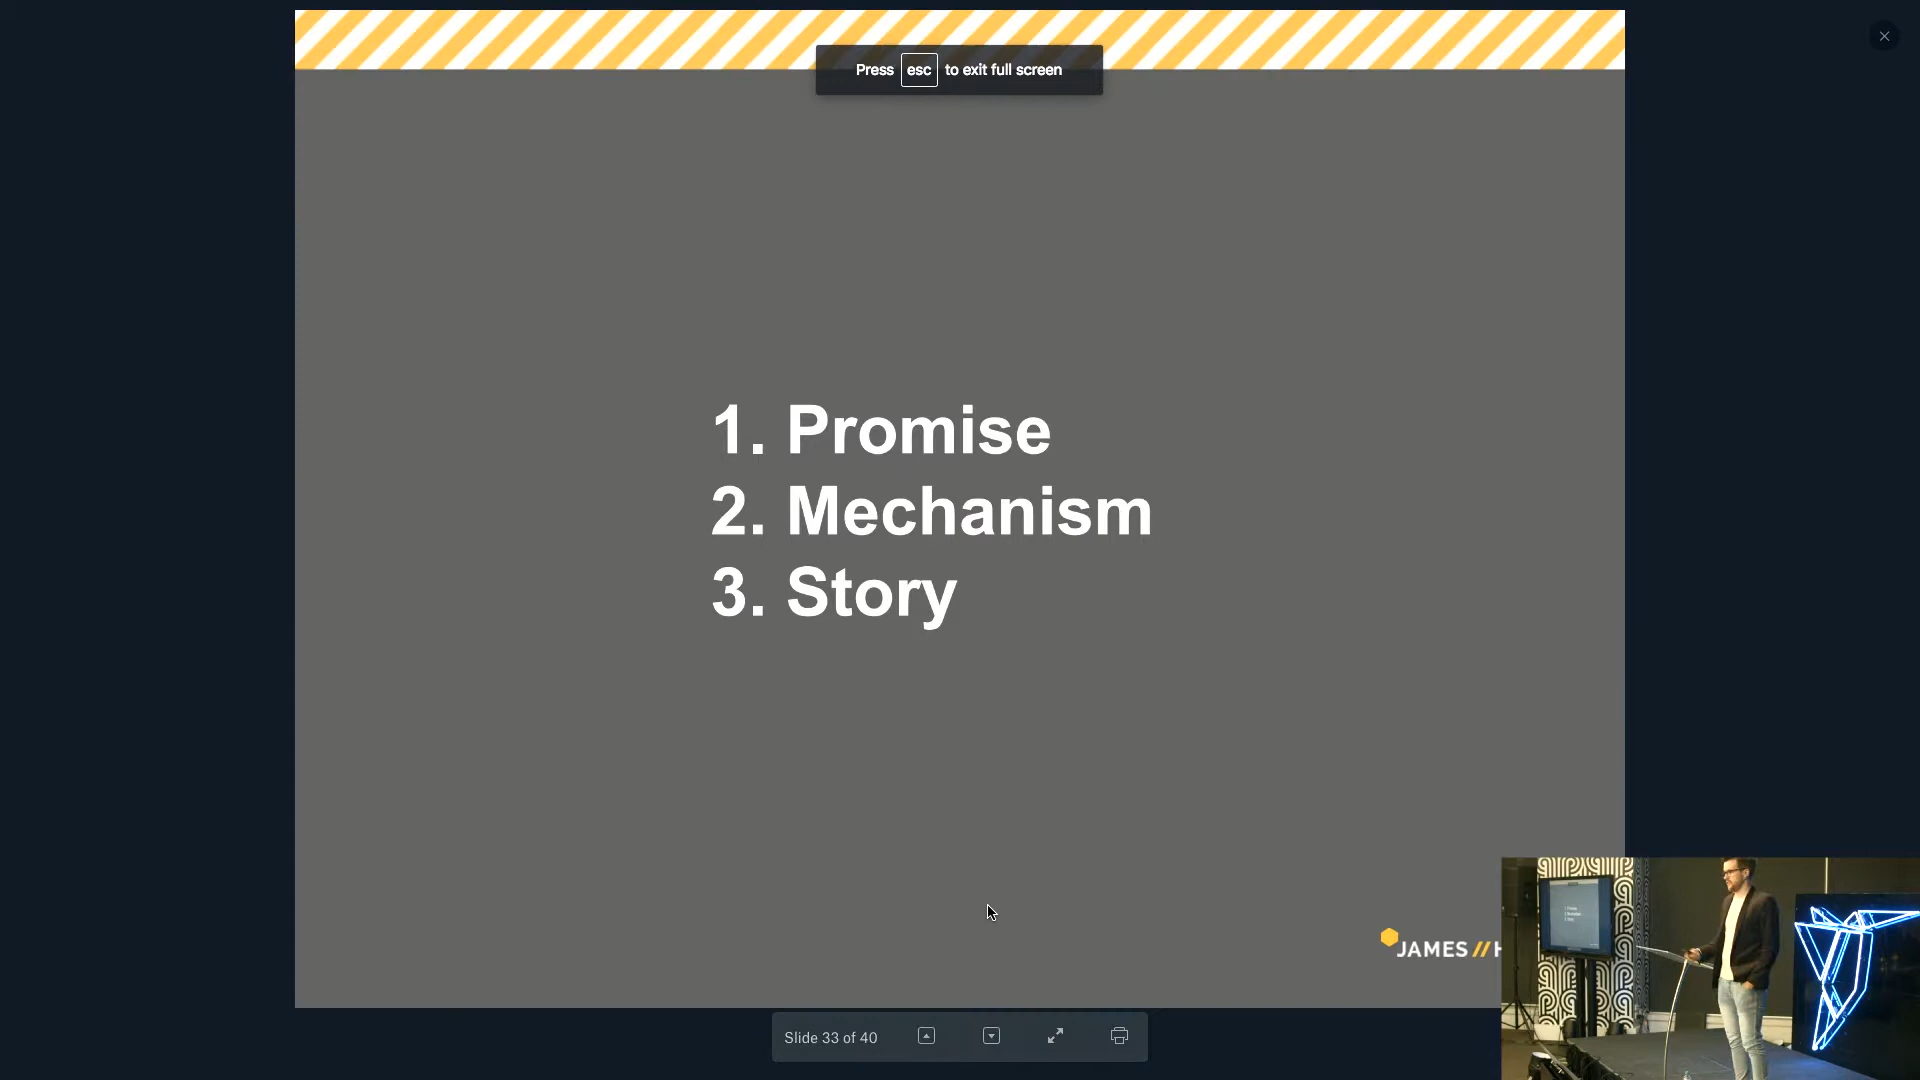 Press esc to exit full screen
1. Promise
2. Mechanism
3. Story
JAMES // H
Slide 33 of 40